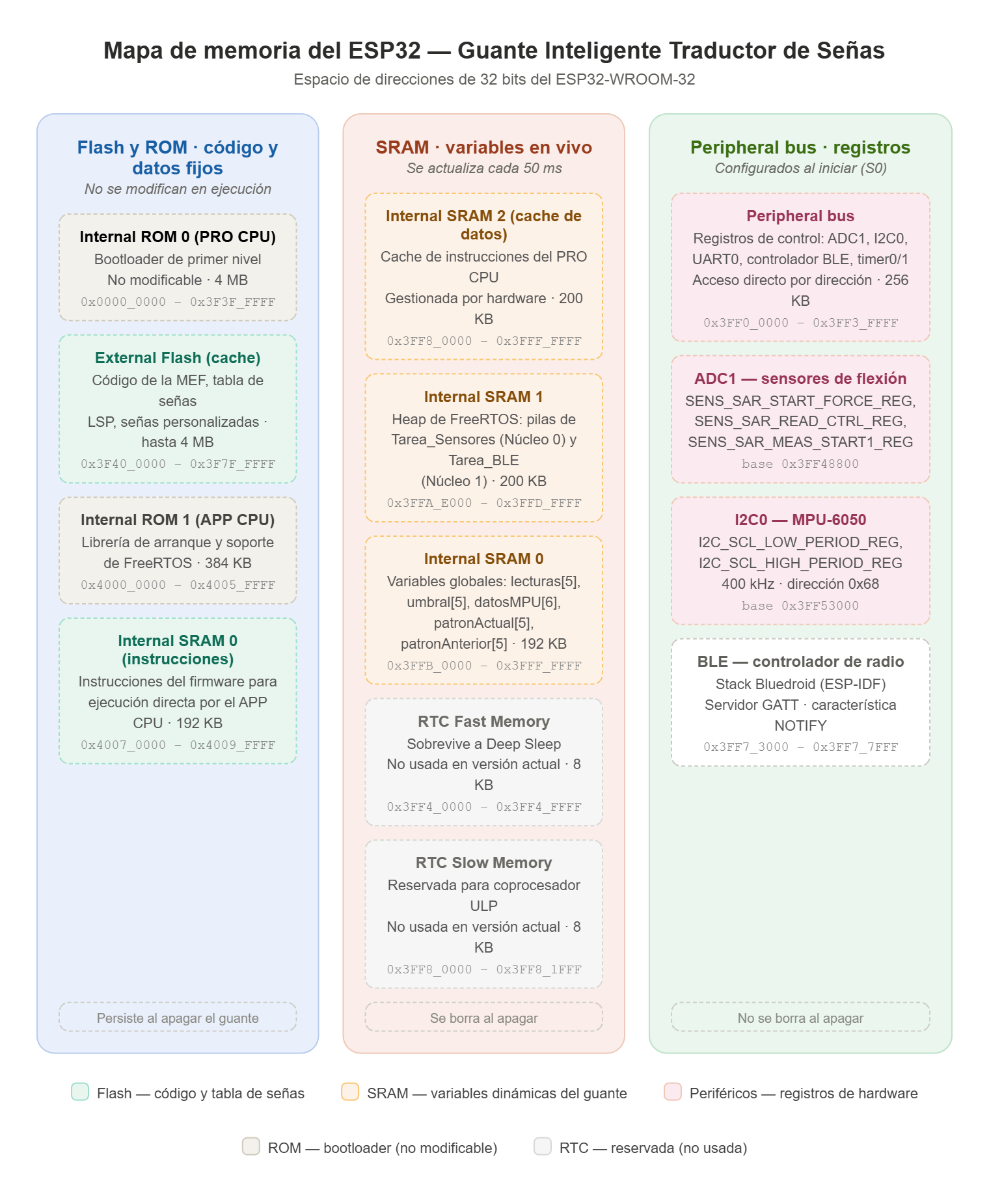 Mapa de memoria del ESP32 — Guante Inteligente Traductor de Señas
Espacio de direcciones de 32 bits del ESP32-WROOM-32
Flash y ROM · código y
datos fijos
No se modifican en ejecución
Internal ROM 0 (PRO CPU)
Bootloader de primer nivel
No modificable · 4 MB
0x0000_0000 – 0x3F3F_FFFF
External Flash (cache)
Código de la MEF, tabla de
señas
LSP, señas personalizadas ·
hasta 4 MB
0x3F40_0000 – 0x3F7F_FFFF
Internal ROM 1 (APP CPU)
Librería de arranque y soporte
de FreeRTOS · 384 KB
0x4000_0000 – 0x4005_FFFF
Internal SRAM 0
(instrucciones)
Instrucciones del firmware para
ejecución directa por el APP
CPU · 192 KB
0x4007_0000 – 0x4009_FFFF
Persiste al apagar el guante
SRAM · variables en vivo
Se actualiza cada 50 ms
Internal SRAM 2 (cache de
datos)
Cache de instrucciones del PRO
CPU
Gestionada por hardware · 200
KB
0x3FF8_0000 – 0x3FFF_FFFF
Internal SRAM 1
Heap de FreeRTOS: pilas de
Tarea_Sensores (Núcleo 0) y
Tarea_BLE
(Núcleo 1) · 200 KB
0x3FFA_E000 – 0x3FFD_FFFF
Internal SRAM 0
Variables globales: lecturas[5],
umbral[5], datosMPU[6],
patronActual[5],
patronAnterior[5] · 192 KB
0x3FFB_0000 – 0x3FFF_FFFF
RTC Fast Memory
Sobrevive a Deep Sleep
No usada en versión actual · 8
KB
0x3FF4_0000 – 0x3FF4_FFFF
RTC Slow Memory
Reservada para coprocesador
ULP
No usada en versión actual · 8
KB
0x3FF8_0000 – 0x3FF8_1FFF
Se borra al apagar
Peripheral bus · registros
Configurados al iniciar (S0)
Peripheral bus
Registros de control: ADC1, I2C0,
UART0, controlador BLE, timer0/1
Acceso directo por dirección · 256
KB
0x3FF0_0000 – 0x3FF3_FFFF
ADC1 — sensores de flexión
SENS_SAR_START_FORCE_REG,
SENS_SAR_READ_CTRL_REG,
SENS_SAR_MEAS_START1_REG
base 0x3FF48800
I2C0 — MPU-6050
I2C_SCL_LOW_PERIOD_REG,
I2C_SCL_HIGH_PERIOD_REG
400 kHz · dirección 0x68
base 0x3FF53000
BLE — controlador de radio
Stack Bluedroid (ESP-IDF)
Servidor GATT · característica
NOTIFY
0x3FF7_3000 – 0x3FF7_7FFF
No se borra al apagar
Flash — código y tabla de señas
SRAM — variables dinámicas del guante
Periféricos — registros de hardware
ROM — bootloader (no modificable)
RTC — reservada (no usada)